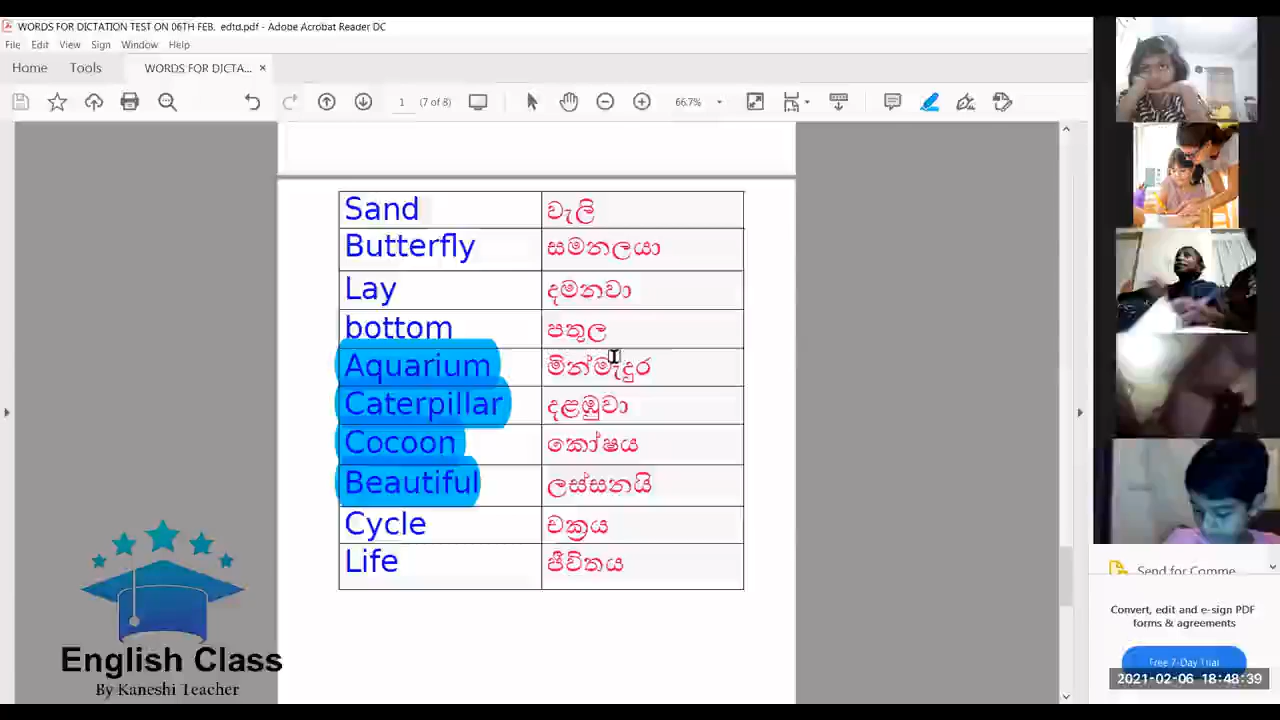 WORDS FOR DICTATION TEST ON 06TH FEB. edtd.pdf - Adobe Acrobat Reader DC
File Edit View Sign Window Help
Home Tools WORDS FOR DICTA... ×
1 (7 of 8) 66.7%
Sand වැලි
Butterfly සමනලයා
Lay දමනවා
bottom පතුල
Aquarium මින්මැදුර
Caterpillar දළඹුවා
Cocoon කෝෂය
Beautiful ලස්සනයි
Cycle චක්‍රය
Life ජීවිතය
English Class
By Kaneshi Teacher
Send for Comme
Convert, edit and e-sign PDF
forms & agreements
Free 7-Day Trial
2021-02-06 18:48:39